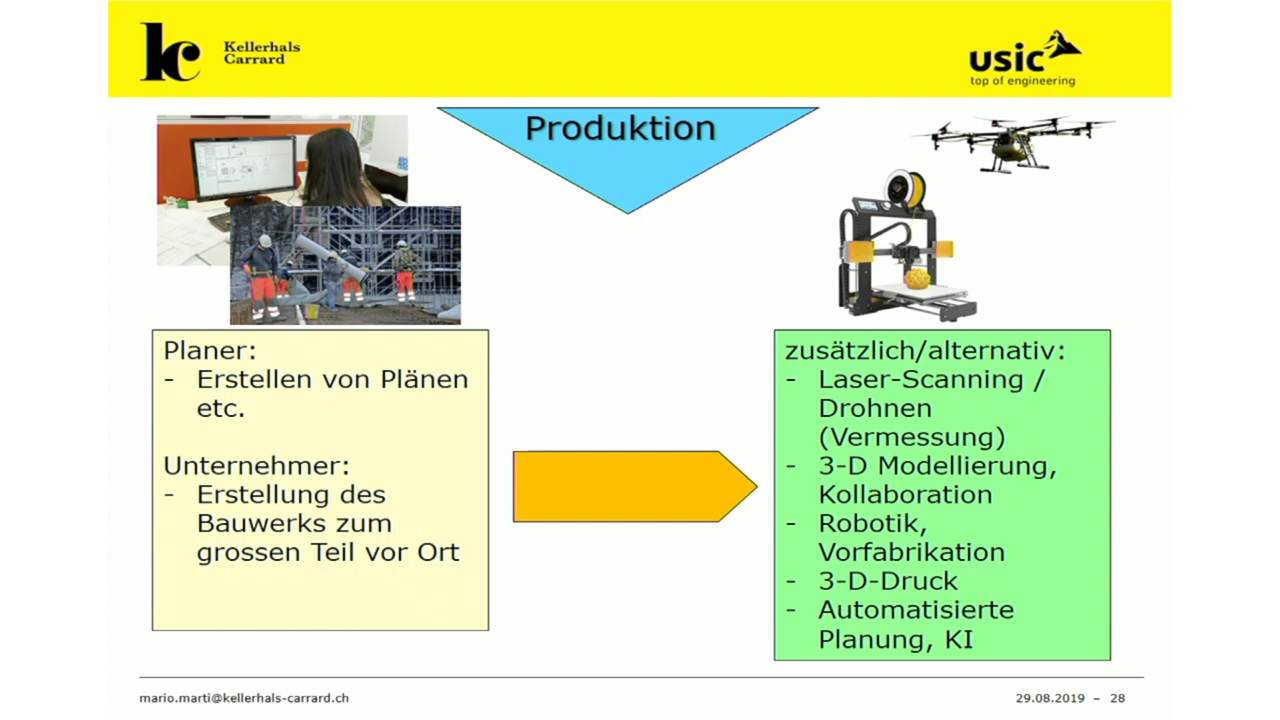 Kellerhals
Carrard
usic
top of engineering
Produktion
Planer:
- Erstellen von Plänen
etc.
Unternehmer:
- Erstellung des
Bauwerks zum
grossen Teil vor Ort
zusätzlich/alternativ:
- Laser-Scanning /
Drohnen
(Vermessung)
- 3-D Modellierung,
Kollaboration
- Robotik,
Vorfabrikation
- 3-D-Druck
- Automatisierte
Planung, KI
mario.marti@kellerhals-carrard.ch
29.08.2019 – 28